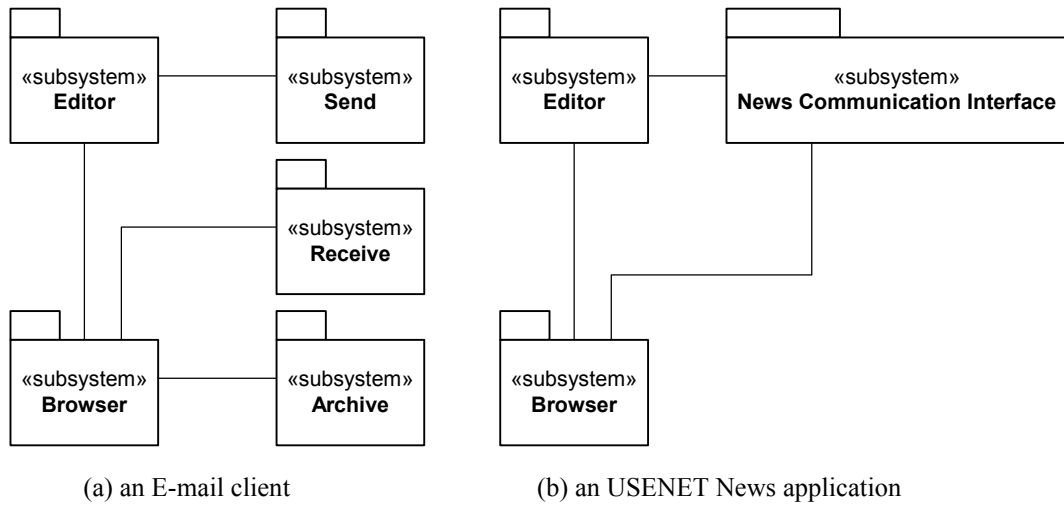 «subsystem»
Editor
«subsystem»
Send
«subsystem»
Receive
«subsystem»
Browser
«subsystem»
Archive
(a) an E-mail client
«subsystem»
Editor
«subsystem»
News Communication Interface
«subsystem»
Browser
(b) an USENET News application